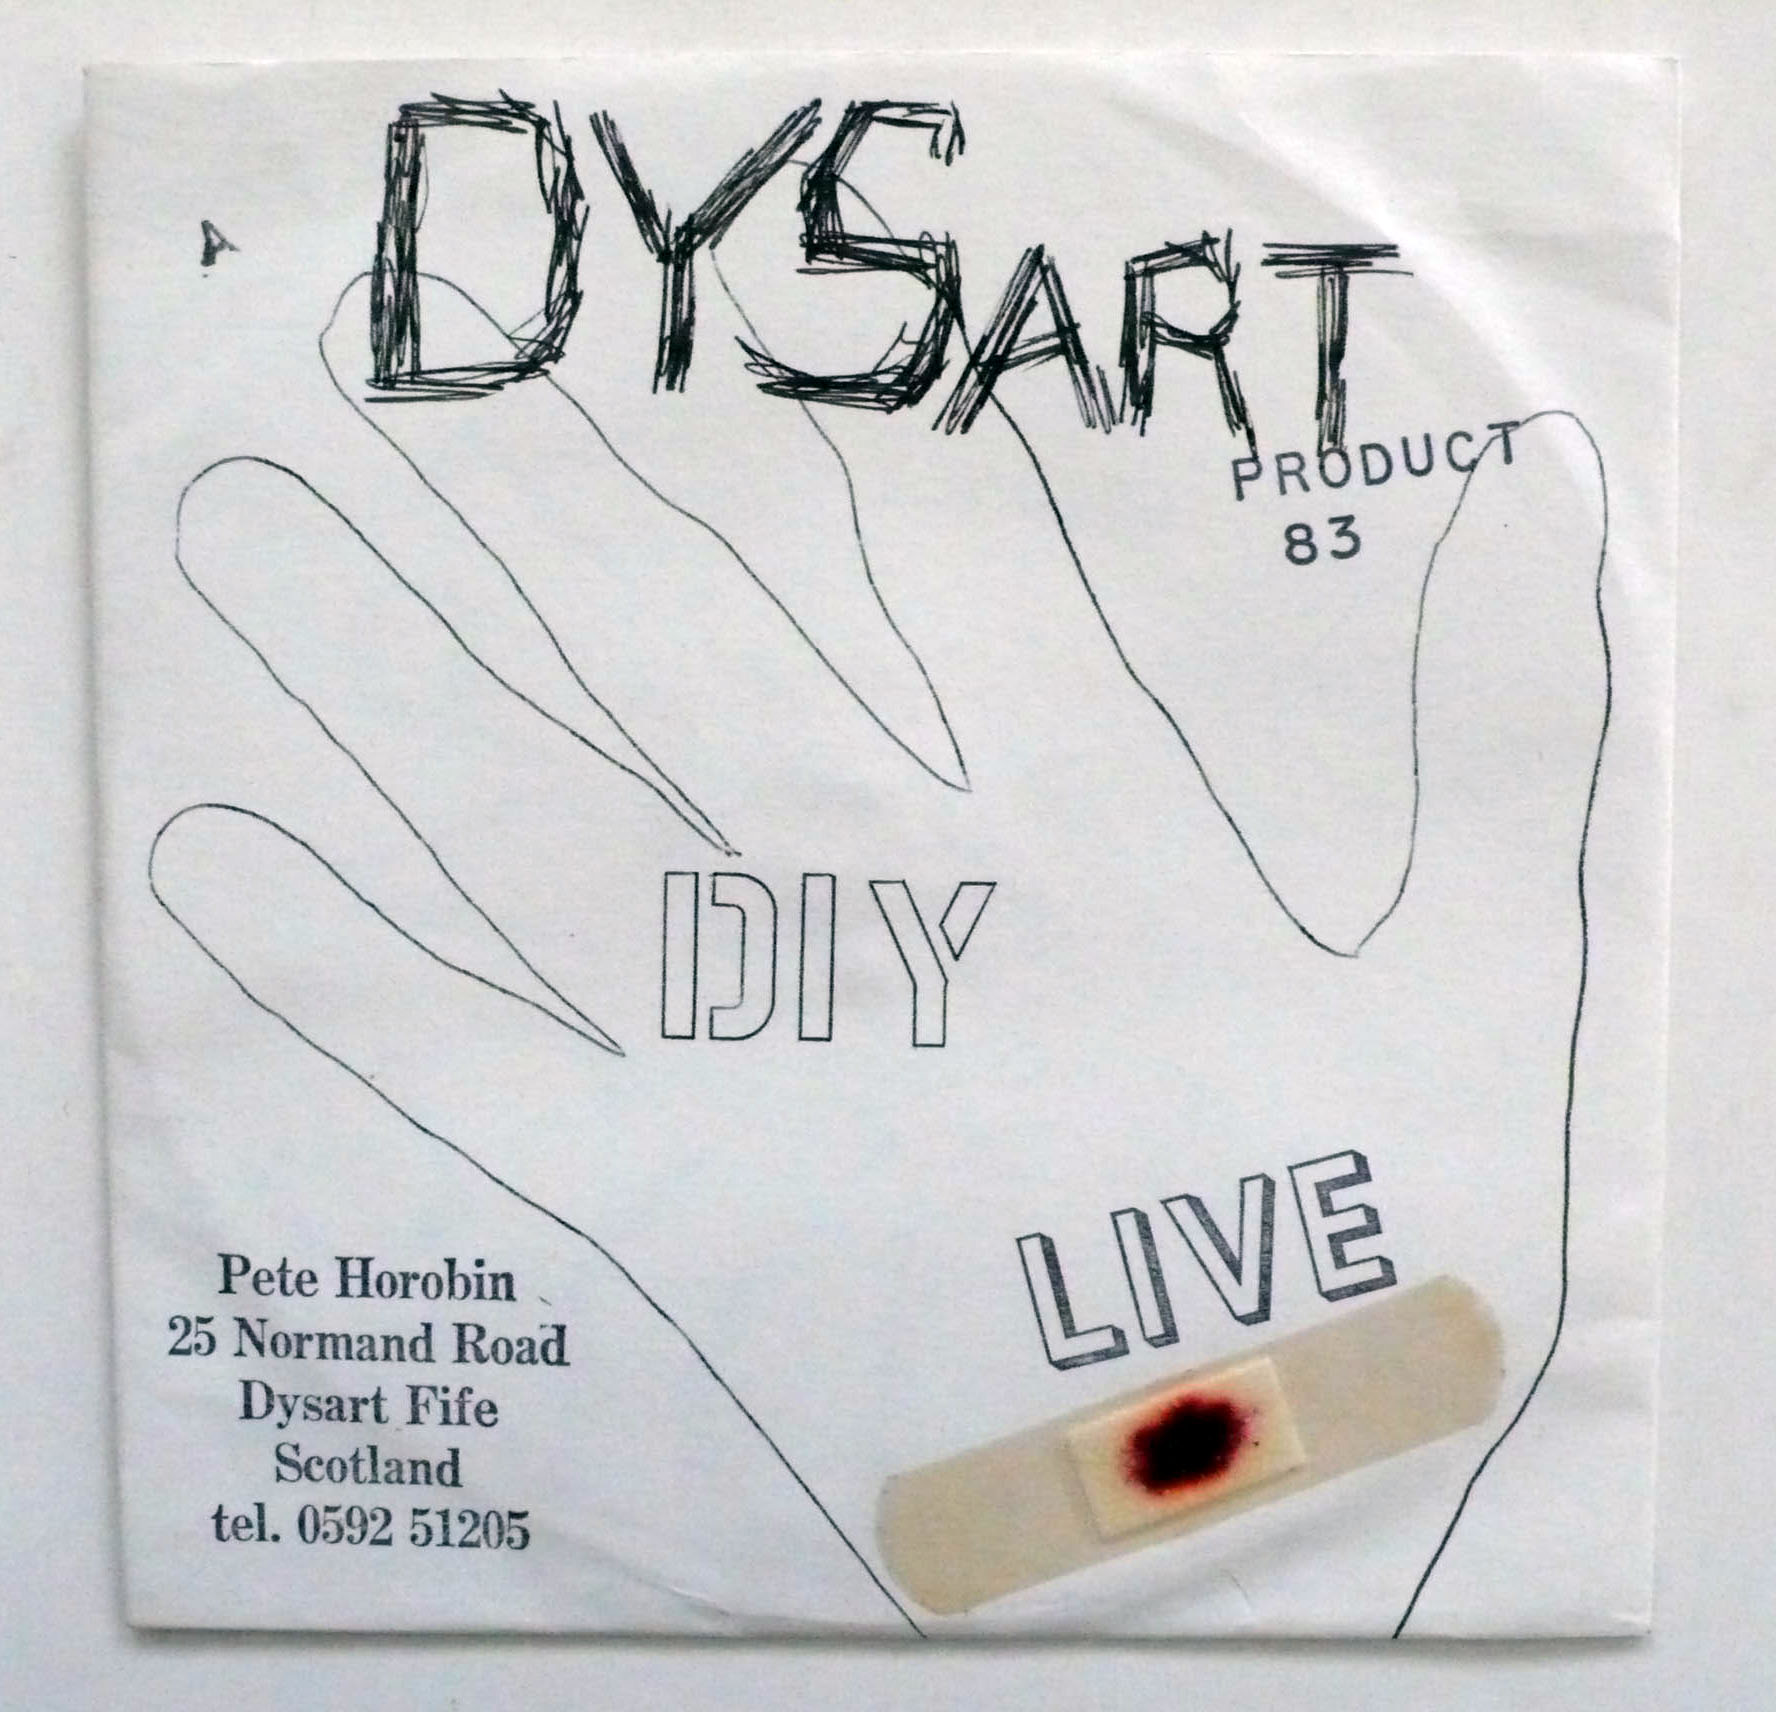 A
DYSART
PRODUCT
83
DIY
LIVE
Pete Horobin
25 Normand Road
Dysart Fife
Scotland
tel. 0592 51205